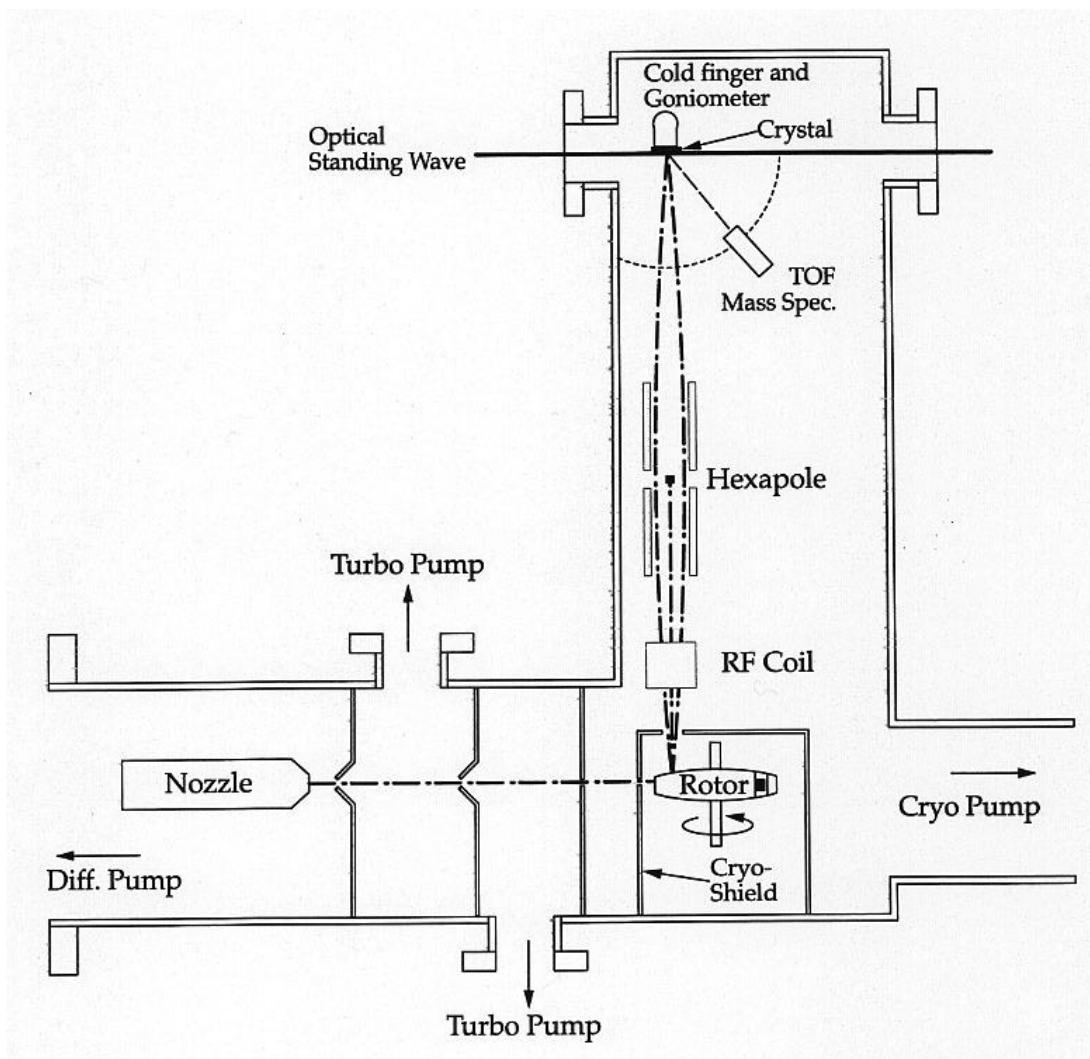 Cold finger and
Goniometer
Crystal
Optical
Standing Wave
TOF
Mass Spec.
Hexapole
Turbo Pump
RF Coil
Nozzle
Rotor
Cryo Pump
Diff. Pump
Cryo-
Shield
Turbo Pump